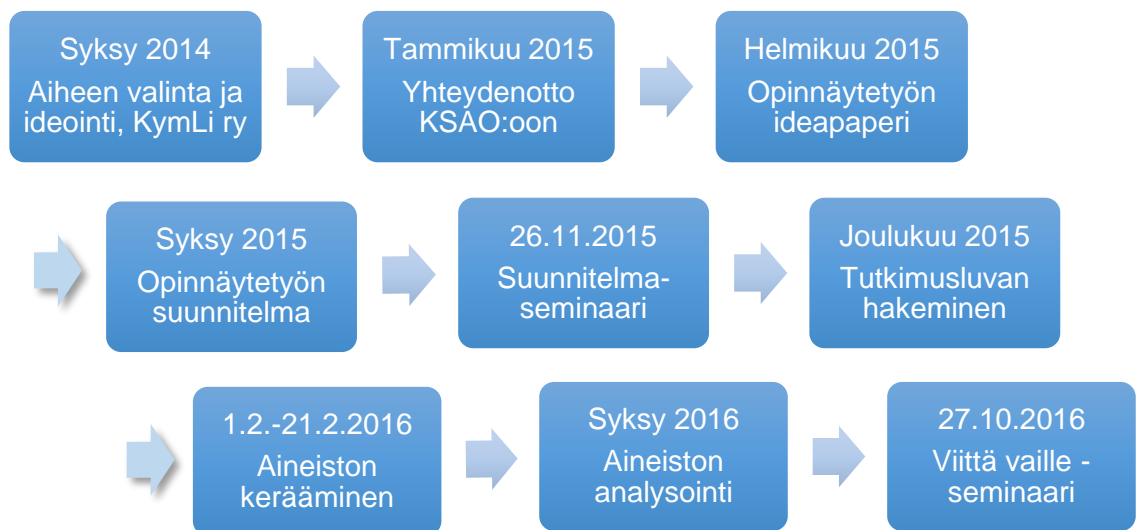 Syksy 2014
Aiheen valinta ja
ideointi, KymLi ry
Tammikuu 2015
Yhteydenotto
KSAO:oon
Helmikuu 2015
Opinnäytetyön
ideapaperi
Syksy 2015
Opinnäytetyön
suunnitelma
26.11.2015
Suunnitelma-
seminaari
Joulukuu 2015
Tutkimusluvan
hakeminen
1.2.-21.2.2016
Aineiston
kerääminen
Syksy 2016
Aineiston
analysointi
27.10.2016
Viittä vaille -
seminaari